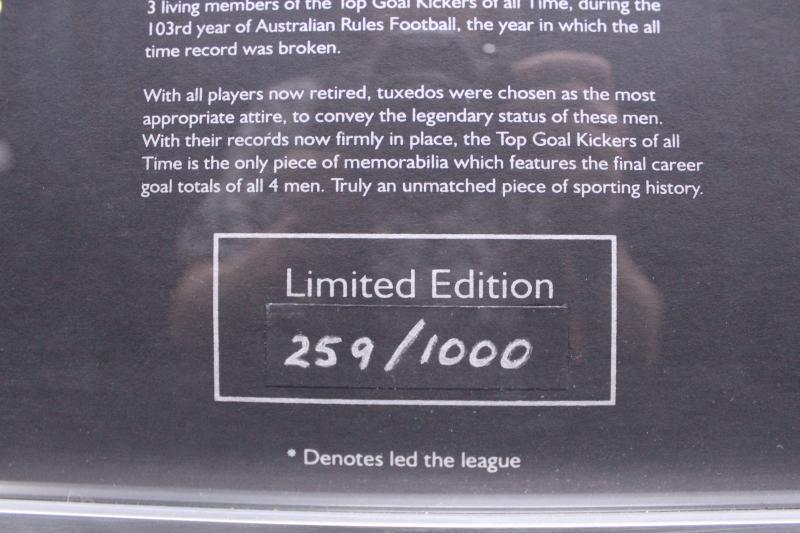 3 living members of the Top Goal Kickers of all Time, during the
103rd year of Australian Rules Football, the year in which the all
time record was broken.
With all players now retired, tuxedos were chosen as the most
appropriate attire, to convey the legendary status of these men.
With their records now firmly in place, the Top Goal Kickers of all
Time is the only piece of memorabilia which features the final career
goal totals of all 4 men. Truly an unmatched piece of sporting history.
Limited Edition
259/1000
* Denotes led the league